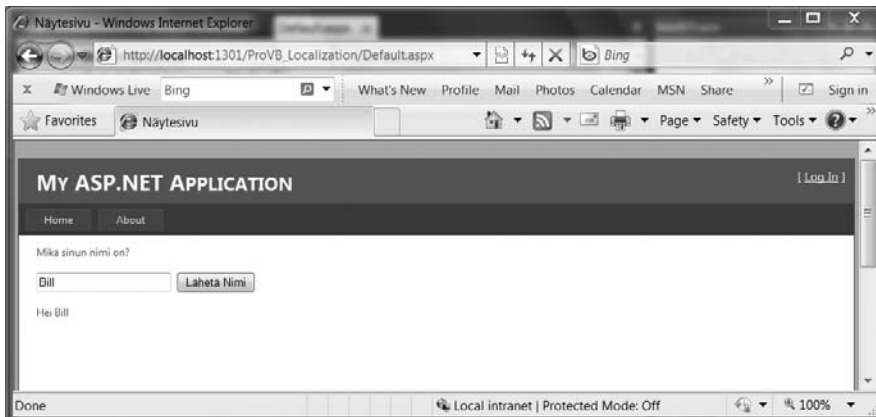 Näytesivu - Windows Internet Explorer
http://localhost:1301/ProVB_Localization/Default.aspx
Bing
x Windows Live Bing What's New Profile Mail Photos Calendar MSN Share » Sign in
Favorites Näytesivu Page Safety Tools »
MY ASP.NET APPLICATION
[ Log In ]
Home About
Mikä sinun nimi on?
Bill Läheta Nimi
Hei Bill
Done Local intranet | Protected Mode: Off 100%